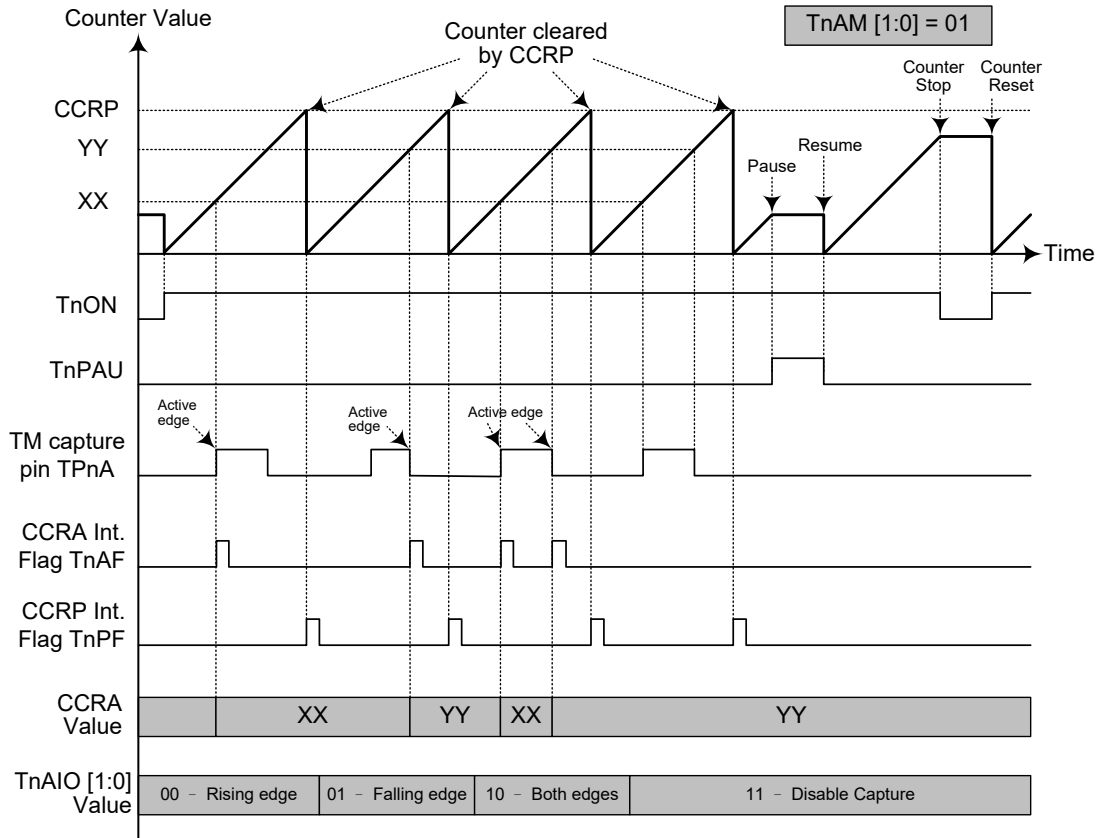 Counter Value
TnAM [1:0] = 01
Counter cleared
by CCRP
Counter
Stop
Counter
Reset
CCRP
YY
XX
Pause
Resume
Time
TnON
TnPAU
Active
edge
Active
edge
Active edge
TM capture
pin TPnA
CCRA Int.
Flag TnAF
CCRP Int.
Flag TnPF
CCRA
Value
XX
YY
XX
YY
TnAIO [1:0]
Value
00 - Rising edge
01 - Falling edge
10 - Both edges
11 - Disable Capture